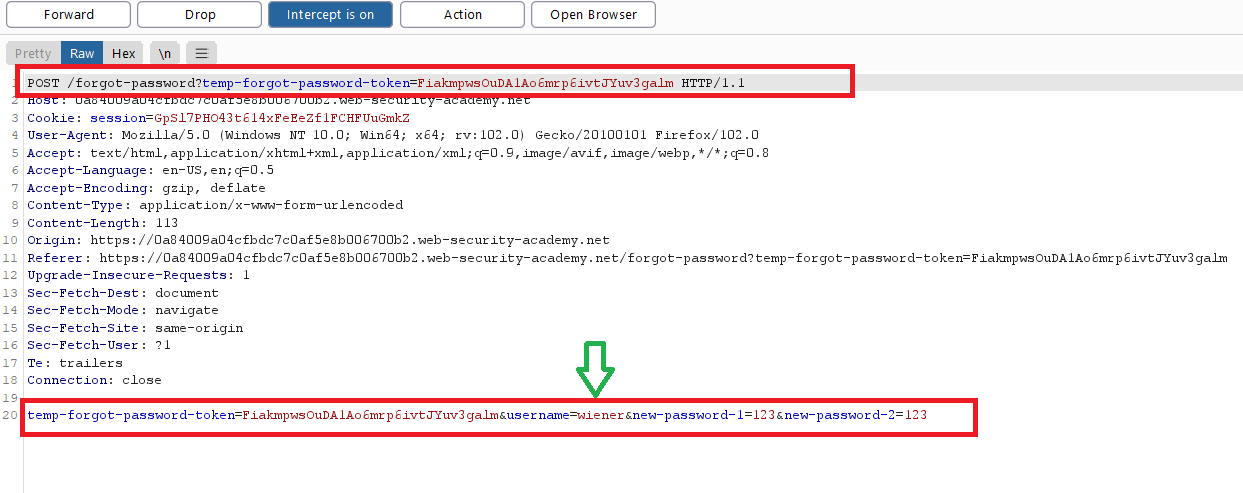 Forward Drop Intercept is on Action Open Browser
Pretty Raw Hex \n
1 POST /forgot-password?temp-forgot-password-token=FiakmpwsOuDA1Ao6mrp6ivtJYuv3galm HTTP/1.1
2 Host: 0a84009a04cfbdc7c0af5e8b006700b2.web-security-academy.net
3 Cookie: session=GpSl7PHO43t614xFeEeZf1FCHFUuGmkZ
4 User-Agent: Mozilla/5.0 (Windows NT 10.0; Win64; x64; rv:102.0) Gecko/20100101 Firefox/102.0
5 Accept: text/html,application/xhtml+xml,application/xml;q=0.9,image/avif,image/webp,*/*;q=0.8
6 Accept-Language: en-US,en;q=0.5
7 Accept-Encoding: gzip, deflate
8 Content-Type: application/x-www-form-urlencoded
9 Content-Length: 113
10 Origin: https://0a84009a04cfbdc7c0af5e8b006700b2.web-security-academy.net
11 Referer: https://0a84009a04cfbdc7c0af5e8b006700b2.web-security-academy.net/forgot-password?temp-forgot-password-token=FiakmpwsOuDA1Ao6mrp6ivtJYuv3galm
12 Upgrade-Insecure-Requests: 1
13 Sec-Fetch-Dest: document
14 Sec-Fetch-Mode: navigate
15 Sec-Fetch-Site: same-origin
16 Sec-Fetch-User: ?1
17 Te: trailers
18 Connection: close
19
20 temp-forgot-password-token=FiakmpwsOuDA1Ao6mrp6ivtJYuv3galm&username=wiener&new-password-1=123&new-password-2=123